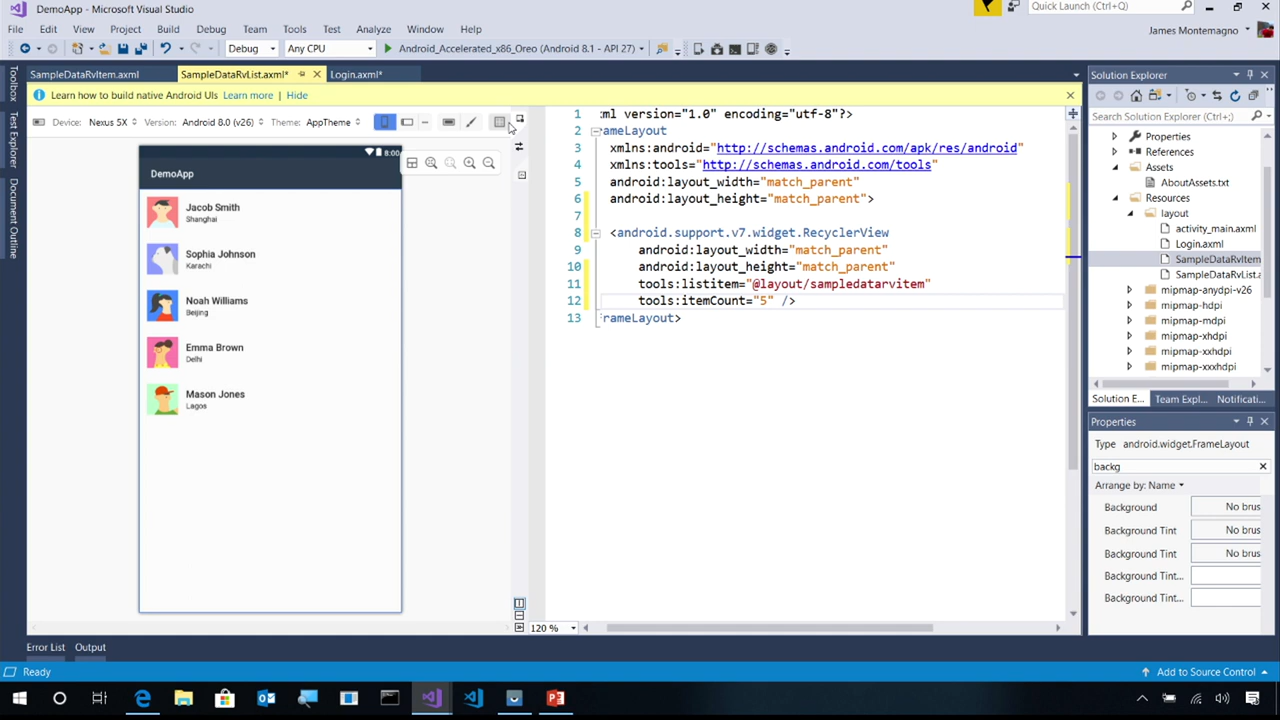 DemoApp - Microsoft Visual Studio
Quick Launch (Ctrl+Q)
File Edit View Project Build Debug Team Tools Test Analyze Window Help
James Montemagno
Debug Any CPU Android_Accelerated_x86_Oreo (Android 8.1 - API 27)
SampleDataRvItem.axml SampleDataRvList.axml* Login.axml*
Learn how to build native Android UIs Learn more Hide
Device: Nexus 5X Version: Android 8.0 (v26) Theme: AppTheme
Toolbox
Test Explorer
Document Outline
8:00
DemoApp
Jacob Smith
Shanghai
Sophia Johnson
Karachi
Noah Williams
Beijing
Emma Brown
Delhi
Mason Jones
Lagos
1 ml version="1.0" encoding="utf-8"?>
2 rameLayout
3 xmlns:android="http://schemas.android.com/apk/res/android"
4 xmlns:tools="http://schemas.android.com/tools"
5 android:layout_width="match_parent"
6 android:layout_height="match_parent">
7
8 <android.support.v7.widget.RecyclerView
9 android:layout_width="match_parent"
10 android:layout_height="match_parent"
11 tools:listitem="@layout/sampledatarvitem"
12 tools:itemCount="5" />
13 rameLayout>
120 %
Solution Explorer
Search Solution Explorer (Ctrl+
Properties
References
Assets
AboutAssets.txt
Resources
layout
activity_main.axml
Login.axml
SampleDataRvItem
SampleDataRvList.a
mipmap-anydpi-v26
mipmap-hdpi
mipmap-mdpi
mipmap-xhdpi
mipmap-xxhdpi
mipmap-xxxhdpi
Solution E... Team Expl... Notificati...
Properties
Type android.widget.FrameLayout
backg
Arrange by: Name
Background No brus
Background Tint No brus
Background Tint No brus
Background Tint...
Background Tint...
Error List Output
Ready
Add to Source Control